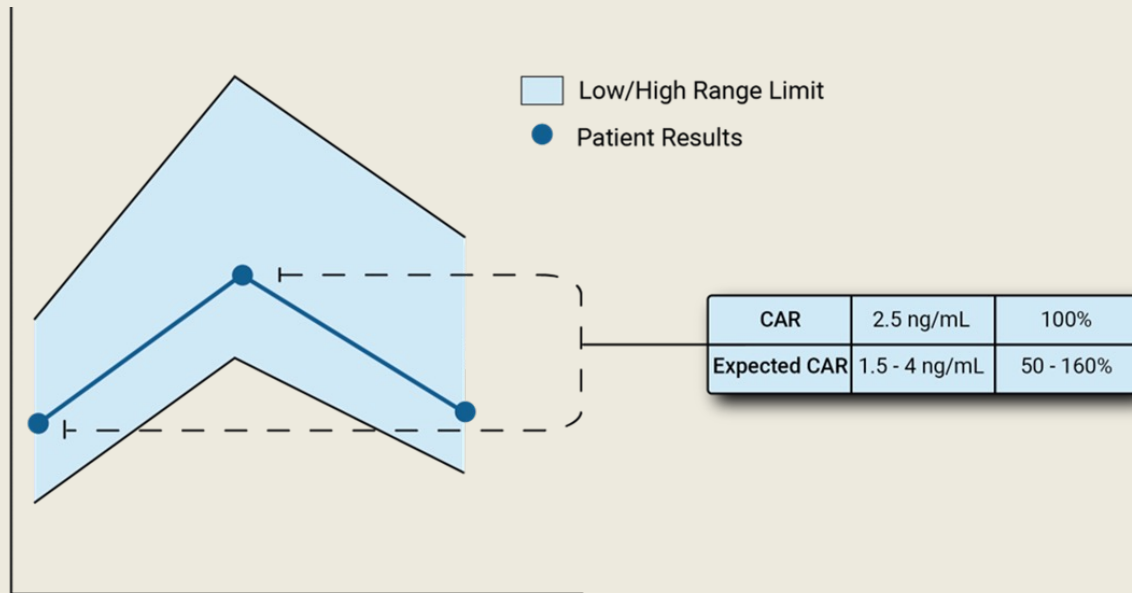 Low/High Range Limit
Patient Results
CAR 2.5 ng/mL 100%
Expected CAR 1.5 - 4 ng/mL 50 - 160%